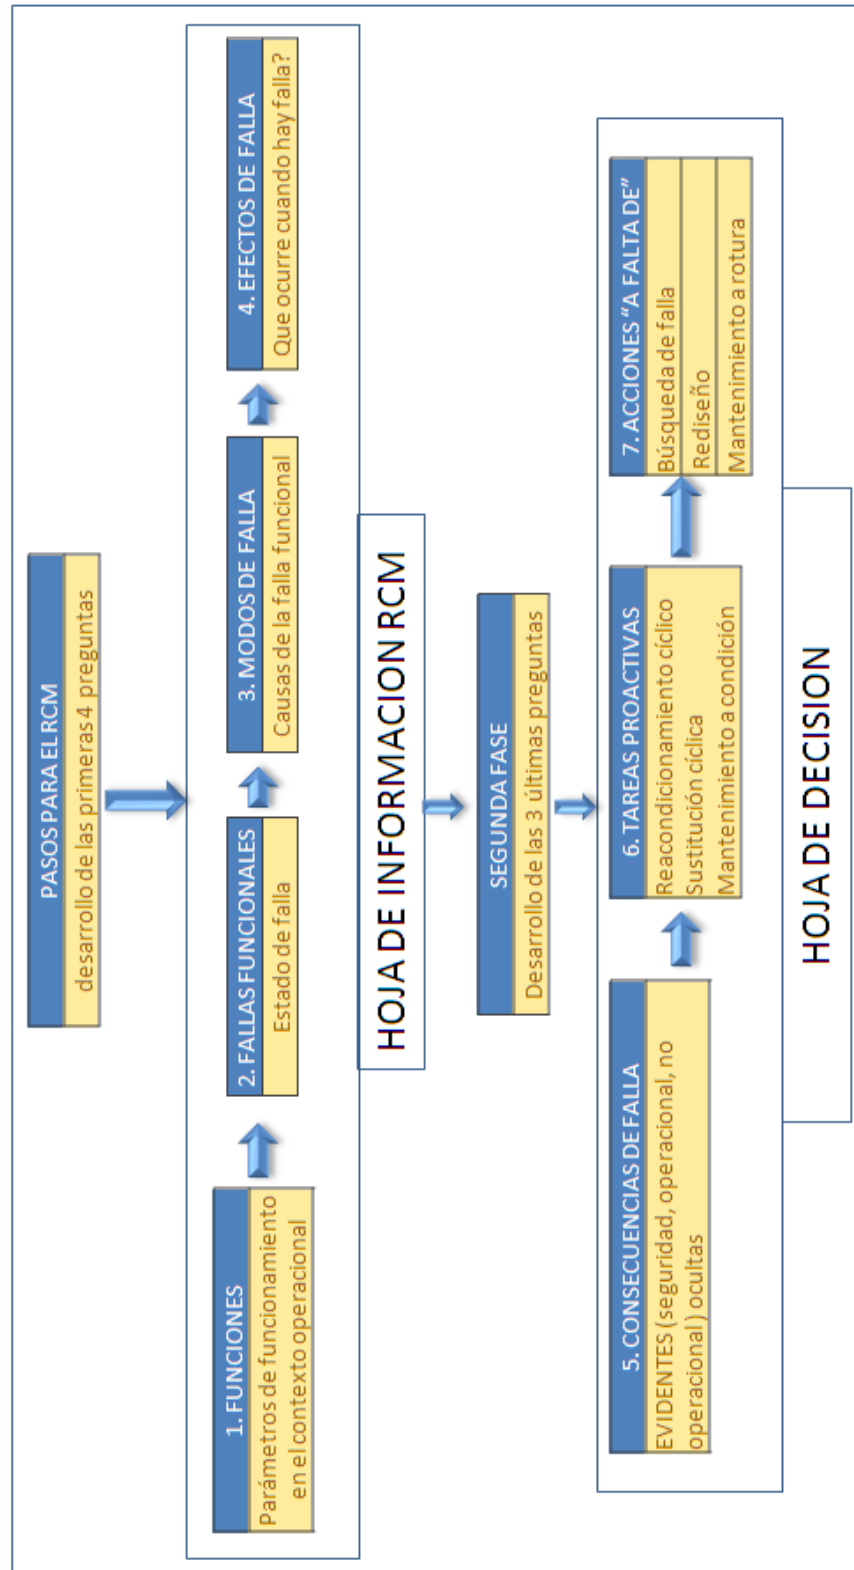 PASOS PARA EL RCM
desarrollo de las primeras 4 preguntas
1. FUNCIONES
Parámetros de funcionamiento
en el contexto operacional
2. FALLAS FUNCIONALES
Estado de falla
3. MODOS DE FALLA
Causas de la falla funcional
4. EFECTOS DE FALLA
Que ocurre cuando hay falla?
HOJA DE INFORMACION RCM
SEGUNDA FASE
Desarrollo de las 3 últimas preguntas
5. CONSECUENCIAS DE FALLA
EVIDENTES (seguridad, operacional, no
operacional) ocultas
6. TAREAS PROACTIVAS
Reacondicionamiento cíclico
Sustitución cíclica
Mantenimiento a condición
7. ACCIONES "A FALTA DE"
Búsqueda de falla
Rediseño
Mantenimiento a rotura
HOJA DE DECISION